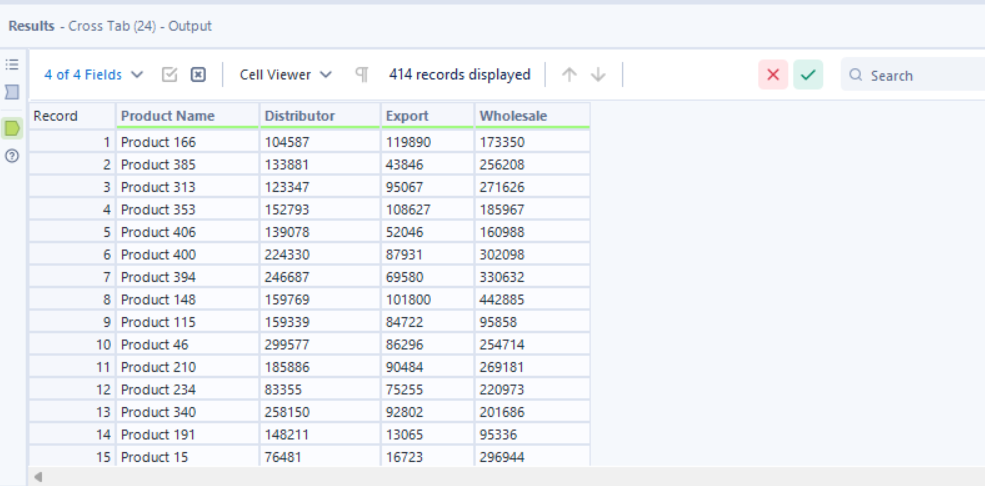 Results - Cross Tab (24) - Output
4 of 4 Fields Cell Viewer 414 records displayed Search
Record Product Name Distributor Export Wholesale
1 Product 166 104587 119890 173350
2 Product 385 133881 43846 256208
3 Product 313 123347 95067 271626
4 Product 353 152793 108627 185967
5 Product 406 139078 52046 160988
6 Product 400 224330 87931 302098
7 Product 394 246687 69580 330632
8 Product 148 159769 101800 442885
9 Product 115 159339 84722 95858
10 Product 46 299577 86296 254714
11 Product 210 185886 90484 269181
12 Product 234 83355 75255 220973
13 Product 340 258150 92802 201686
14 Product 191 148211 13065 95336
15 Product 15 76481 16723 296944